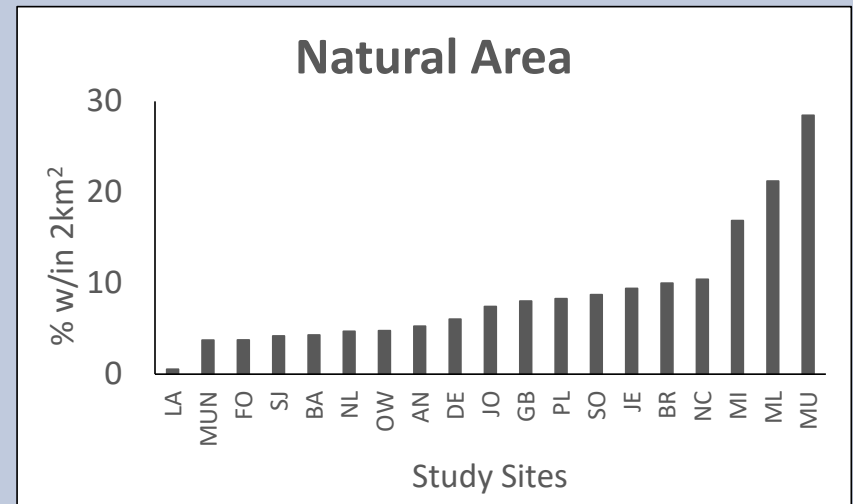 Natural Area
% w/in 2km²
30
20
10
0
LA MUN FO SJ BA NL OW AN DE JO GB PL SO JE BR NC MI ML MU
Study Sites